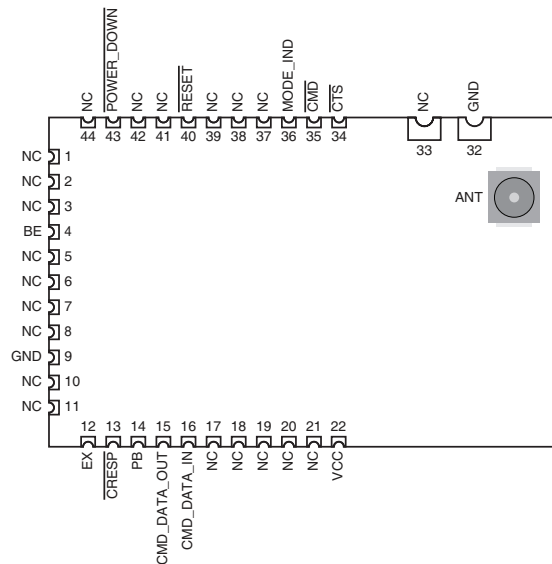 NC
POWER_DOWN
NC
NC
RESET
NC
NC
NC
MODE_IND
CMD
CTS
NC
GND
44
43
42
41
40
39
38
37
36
35
34
33
32
NC 1
NC 2
NC 3
BE 4
NC 5
NC 6
NC 7
NC 8
GND 9
NC 10
NC 11
ANT
12
13
14
15
16
17
18
19
20
21
22
EX
CRESP
PB
CMD_DATA_OUT
CMD_DATA_IN
NC
NC
NC
NC
NC
VCC